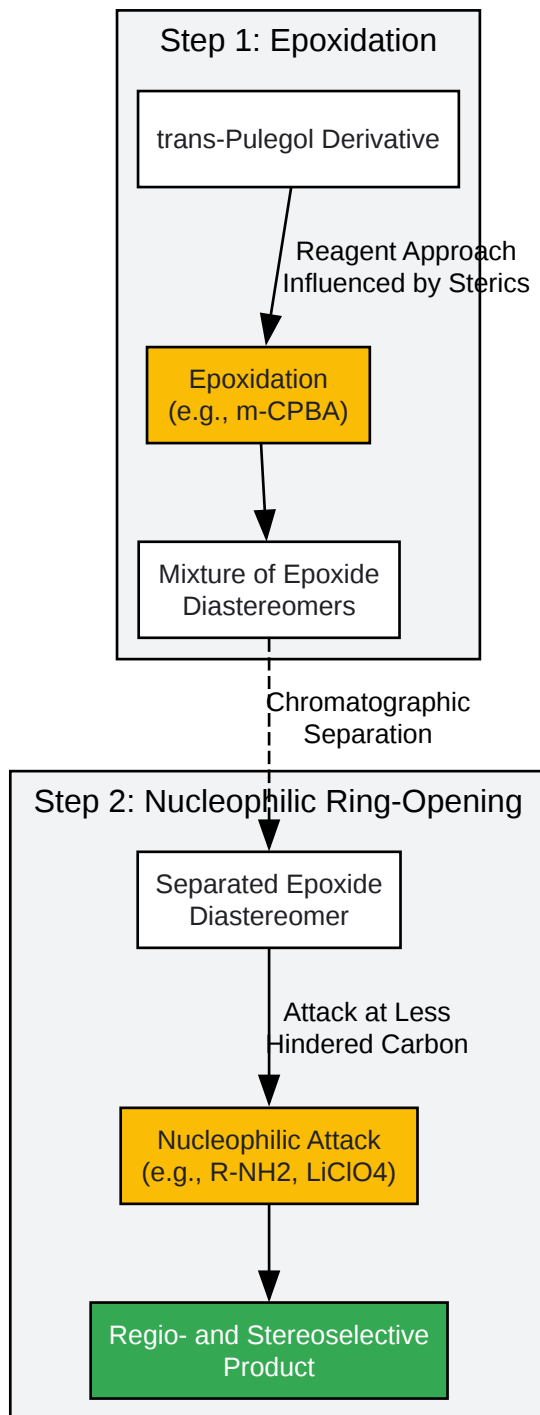 Step 1: Epoxidation
trans-Pulegol Derivative
Reagent Approach
Influenced by Sterics
Epoxidation
(e.g., m-CPBA)
Mixture of Epoxide
Diastereomers
Chromatographic
Separation
Step 2: Nucleophilic Ring-Opening
Separated Epoxide
Diastereomer
Attack at Less
Hindered Carbon
Nucleophilic Attack
(e.g., R-NH2, LiClO4)
Regio- and Stereoselective
Product